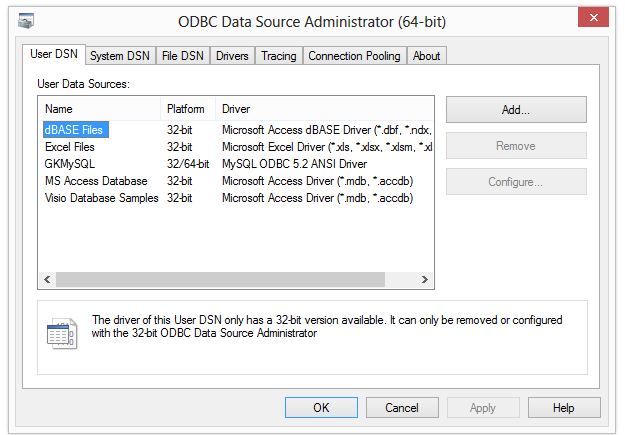 ODBC Data Source Administrator (64-bit)
User DSN System DSN File DSN Drivers Tracing Connection Pooling About
User Data Sources:
Name Platform Driver
dBASE Files 32-bit Microsoft Access dBASE Driver (*.dbf, *.ndx,
Excel Files 32-bit Microsoft Excel Driver (*.xls, *.xlsx, *.xlsm, *.xl
GKMySQL 32/64-bit MySQL ODBC 5.2 ANSI Driver
MS Access Database 32-bit Microsoft Access Driver (*.mdb, *.accdb)
Visio Database Samples 32-bit Microsoft Access Driver (*.mdb, *.accdb)
Add...
Remove
Configure...
The driver of this User DSN only has a 32-bit version available. It can only be removed or configured
with the 32-bit ODBC Data Source Administrator
OK Cancel Apply Help